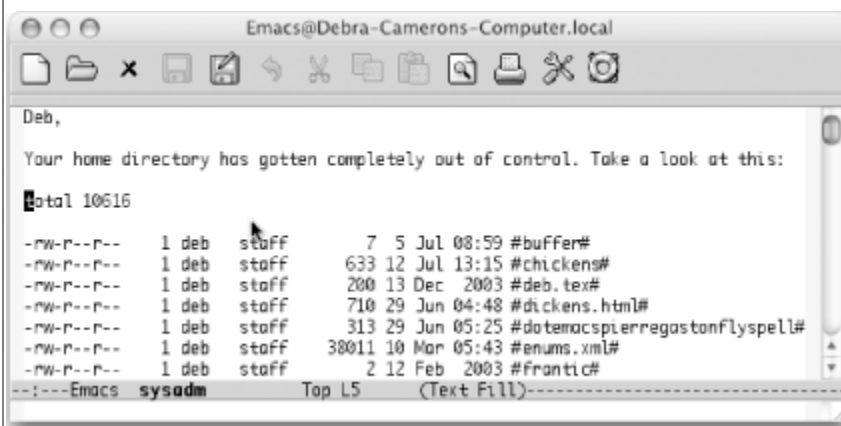 Emacs@Debra-Camerons-Computer.local
Deb,
Your home directory has gotten completely out of control. Take a look at this:
total 10616
-rw-r--r-- 1 deb staff 7 5 Jul 08:59 #buffer#
-rw-r--r-- 1 deb staff 633 12 Jul 13:15 #chickens#
-rw-r--r-- 1 deb staff 200 13 Dec 2003 #deb.tex#
-rw-r--r-- 1 deb staff 710 29 Jun 04:48 #dickens.html#
-rw-r--r-- 1 deb staff 313 29 Jun 05:25 #dotemacspierregastonflyspell#
-rw-r--r-- 1 deb staff 38011 10 Mar 05:43 #enums.xml#
-rw-r--r-- 1 deb staff 2 12 Feb 2003 #frantic#
--:---Emacs sysadm Top L5 (Text Fill)--------------------------------